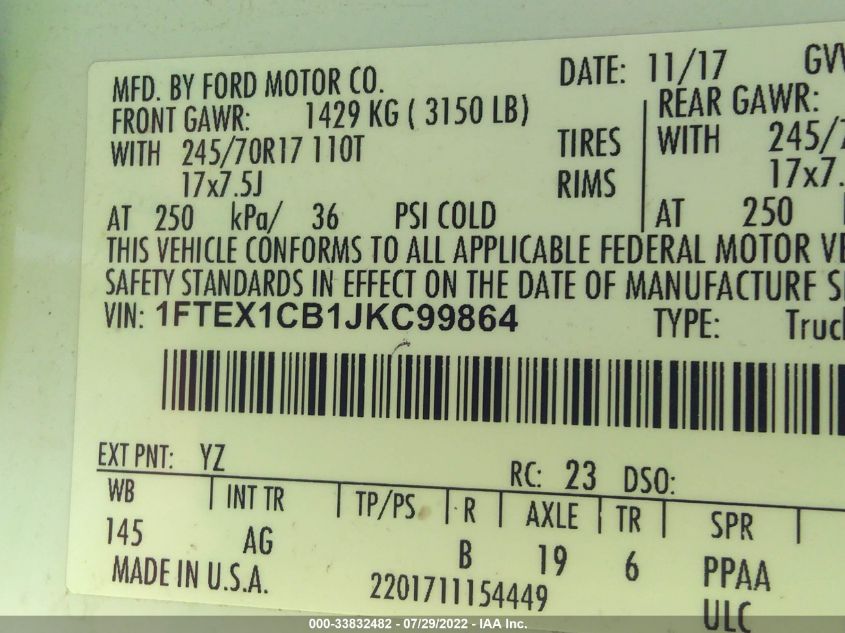 MFD. BY FORD MOTOR CO. DATE: 11/17
FRONT GAWR: 1429 KG ( 3150 LB) REAR GAWR:
WITH 245/70R17 110T TIRES WITH
17x7.5J RIMS
AT 250 kPa/ 36 PSI COLD AT 250
THIS VEHICLE CONFORMS TO ALL APPLICABLE FEDERAL MOTOR
SAFETY STANDARDS IN EFFECT ON THE DATE OF MANUFACTURE
VIN: 1FTEX1CB1JKC99864 TYPE:
EXT PNT: YZ RC: 23 DSO:
WB INT TR TP/PS R AXLE TR SPR
145 AG B 19 6 PPAA
MADE IN U.S.A. 2201711154449 ULC
000-33832482 - 07/29/2022 - IAA Inc.